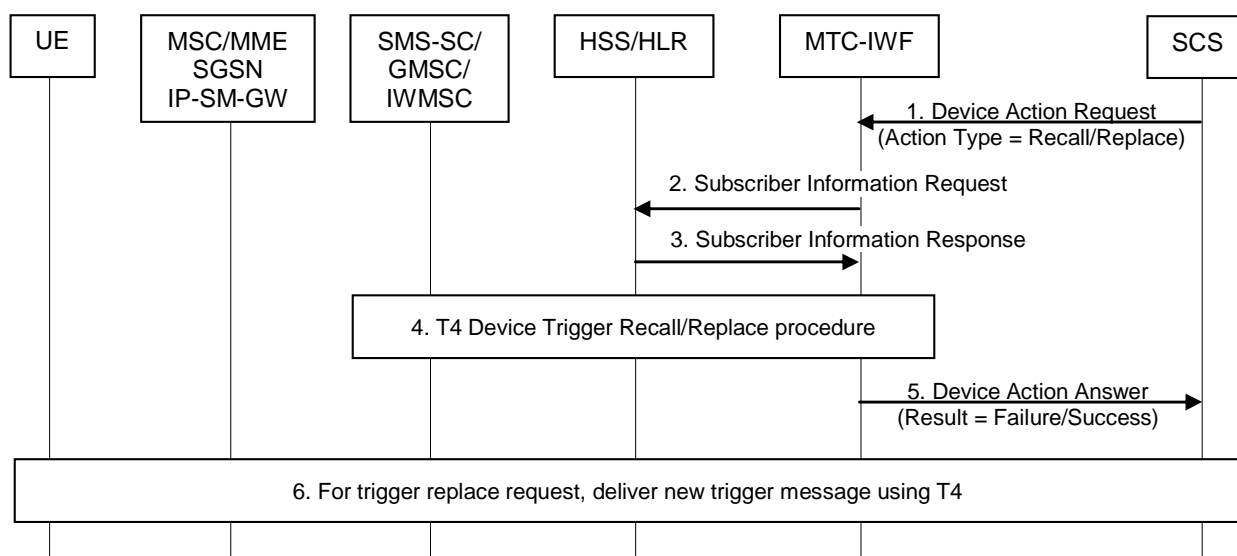 UE
MSC/MME
SGSN
IP-SM-GW
SMS-SC/
GMSC/
IWMSC
HSS/HLR
MTC-IWF
SCS
1. Device Action Request
(Action Type = Recall/Replace)
2. Subscriber Information Request
3. Subscriber Information Response
4. T4 Device Trigger Recall/Replace procedure
5. Device Action Answer
(Result = Failure/Success)
6. For trigger replace request, deliver new trigger message using T4